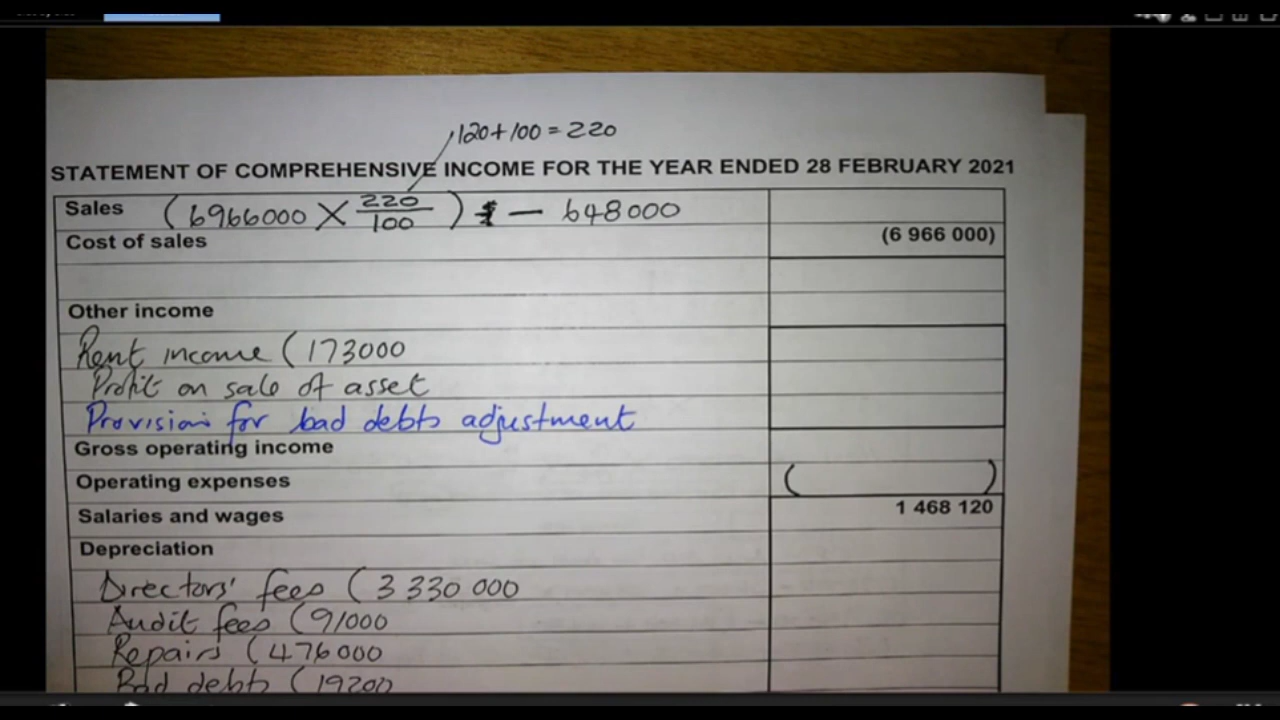 120+100=220
STATEMENT OF COMPREHENSIVE INCOME FOR THE YEAR ENDED 28 FEBRUARY 2021
Sales (6966000 X 220/100) - 648000
Cost of sales (6 966 000)
Other income
Rent income (173000
Profit on sale of asset
Provision for bad debts adjustment
Gross operating income
Operating expenses ( )
Salaries and wages 1 468 120
Depreciation
Directors' fees (3 330 000
Audit fees (91000
Repairs (476000
Bad debts (19200